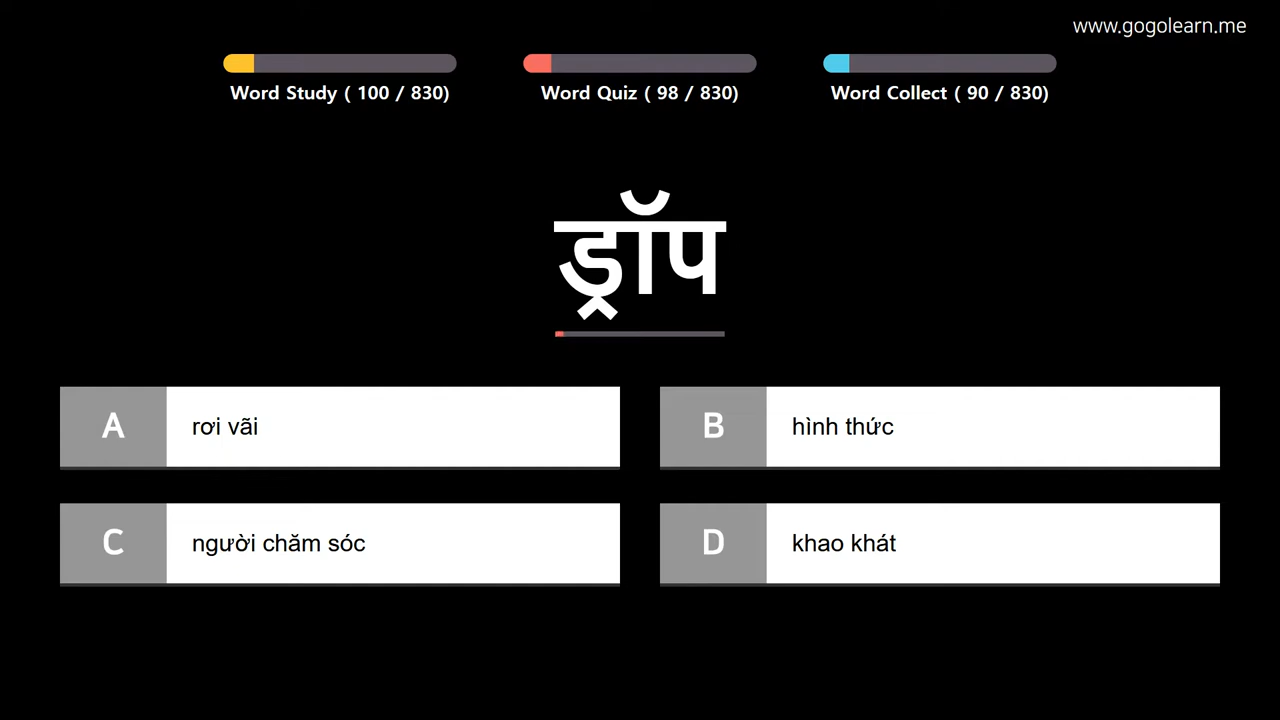 www.gogolearn.me
Word Study ( 100 / 830)
Word Quiz ( 98 / 830)
Word Collect ( 90 / 830)
ड्रॉप
A rơi vãi
B hình thức
C người chăm sóc
D khao khát